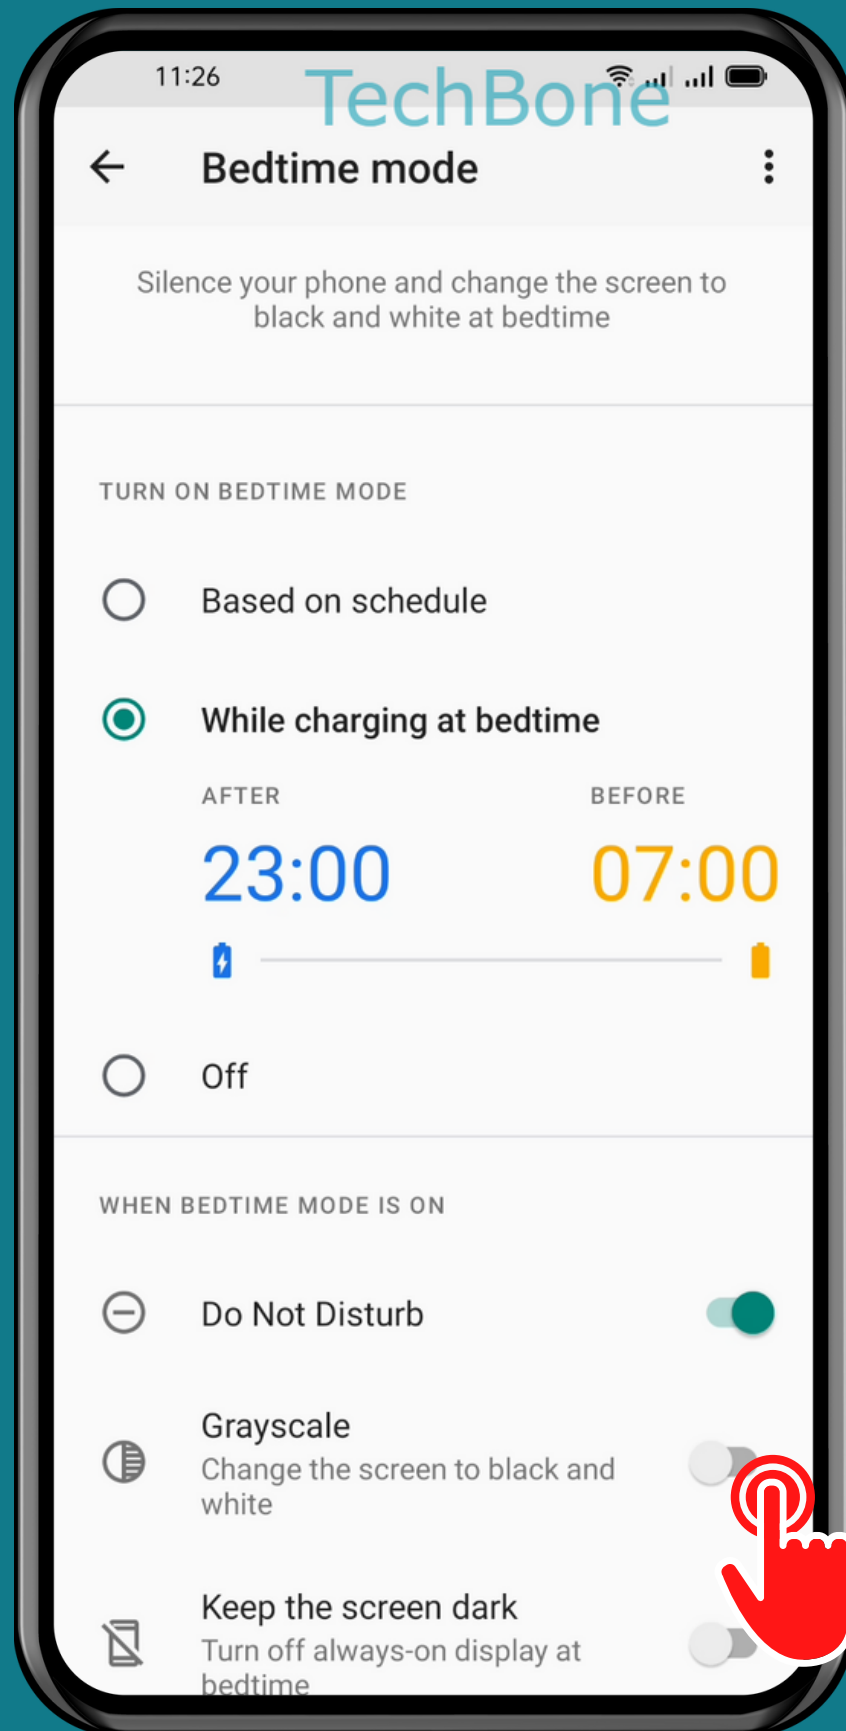 11:26
TechBone
Bedtime mode
Silence your phone and change the screen to
black and white at bedtime
TURN ON BEDTIME MODE
Based on schedule
While charging at bedtime
AFTER BEFORE
23:00 07:00
Off
WHEN BEDTIME MODE IS ON
Do Not Disturb
Grayscale
Change the screen to black and
white
Keep the screen dark
Turn off always-on display at
bedtime